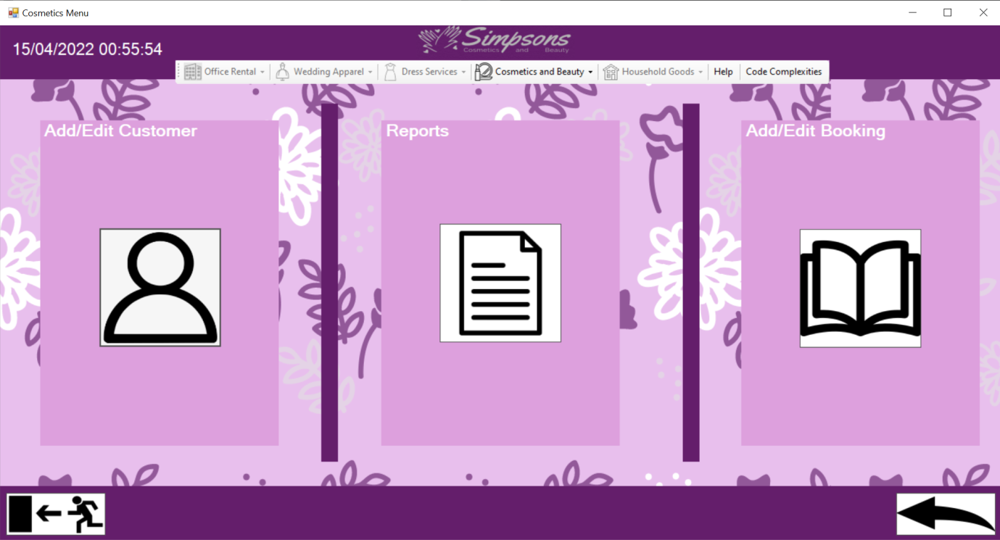 Cosmetics Menu
15/04/2022 00:55:54
Simpsons
Cosmetics and Beauty
Office Rental
Wedding Apparel
Dress Services
Cosmetics and Beauty
Household Goods
Help
Code Complexities
Add/Edit Customer
Reports
Add/Edit Booking